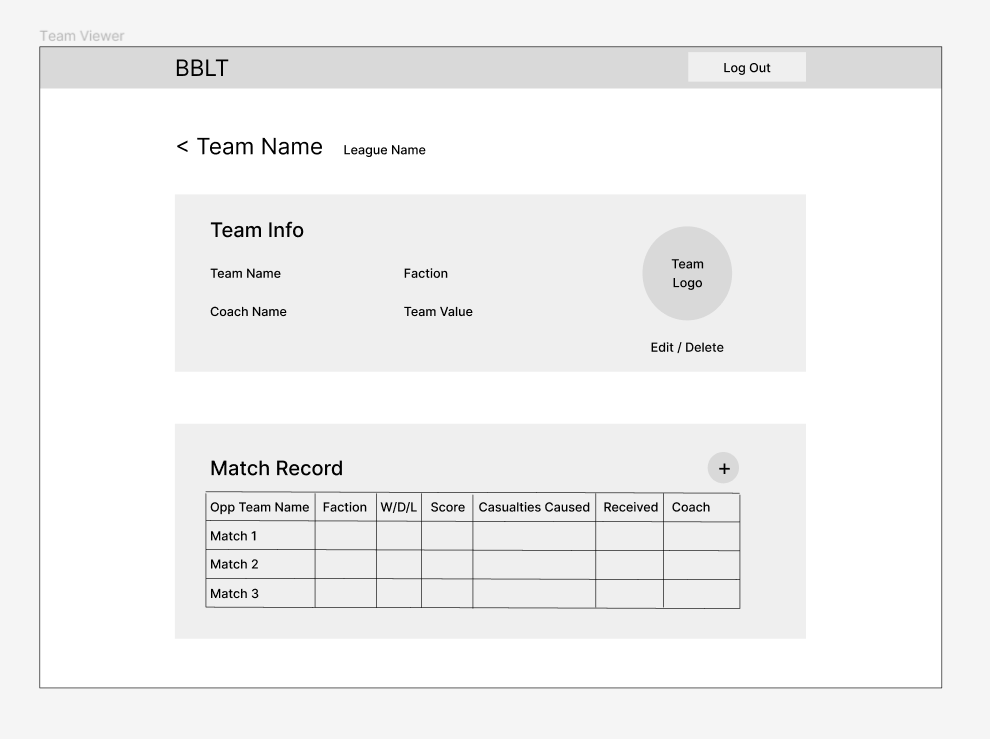 Team Viewer
BBLT
Log Out
< Team Name
League Name
Team Info
Team Name
Faction
Coach Name
Team Value
Team
Logo
Edit / Delete
Match Record
+
Opp Team Name Faction W/D/L Score Casualties Caused Received Coach
Match 1
Match 2
Match 3